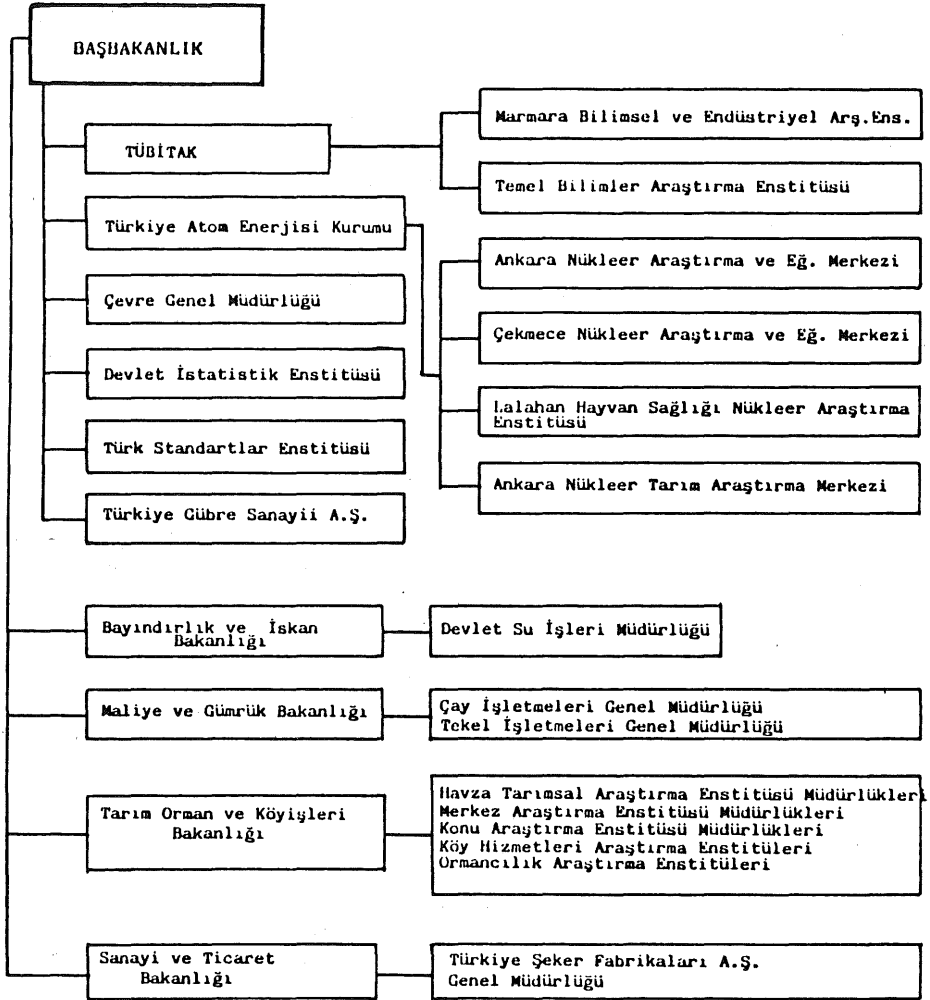 BAŞBAKANLIK
TÜBİTAK
Marmara Bilimsel ve Endüstriyel Arş.Ens.
Temel Bilimler Araştırma Enstitüsü
Türkiye Atom Enerjisi Kurumu
Ankara Nükleer Araştırma ve Eğ. Merkezi
Çekmece Nükleer Araştırma ve Eğ. Merkezi
Lalahan Hayvan Sağlığı Nükleer Araştırma
Enstitüsü
Ankara Nükleer Tarım Araştırma Merkezi
Çevre Genel Müdürlüğü
Devlet İstatistik Enstitüsü
Türk Standartlar Enstitüsü
Türkiye Gübre Sanayii A.Ş.
Bayındırlık ve İskan
Bakanlığı
Devlet Su İşleri Müdürlüğü
Maliye ve Gümrük Bakanlığı
Çay İşletmeleri Genel Müdürlüğü
Tekel İşletmeleri Genel Müdürlüğü
Tarım Orman ve Köyişleri
Bakanlığı
Havza Tarımsal Araştırma Enstitüsü Müdürlükleri
Merkez Araştırma Enstitüsü Müdürlükleri
Konu Araştırma Enstitüsü Müdürlükleri
Köy Hizmetleri Araştırma Enstitüleri
Ormancılık Araştırma Enstitüleri
Sanayi ve Ticaret
Bakanlığı
Türkiye Şeker Fabrikaları A.Ş.
Genel Müdürlüğü